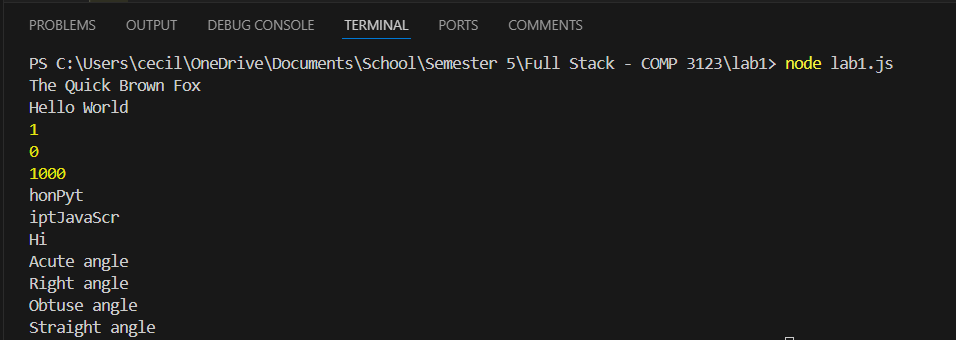 PROBLEMS OUTPUT DEBUG CONSOLE TERMINAL PORTS COMMENTS
PS C:\Users\cecil\OneDrive\Documents\School\Semester 5\Full Stack - COMP 3123\lab1> node lab1.js
The Quick Brown Fox
Hello World
1
0
1000
honPyt
iptJavaScr
Hi
Acute angle
Right angle
Obtuse angle
Straight angle